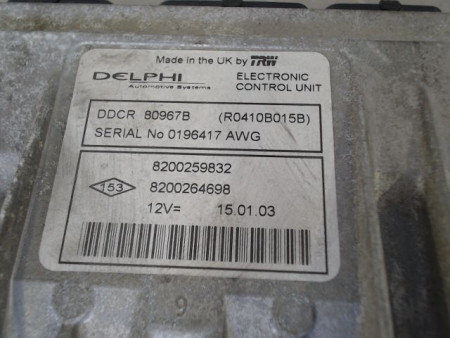 Made in the UK by TRW
DELPHI
Automotive Systems
ELECTRONIC
CONTROL UNIT
DDCR 80967B (R0410B015B)
SERIAL No 0196417 AWG
8200259832
153
8200264698
12V= 15.01.03
9